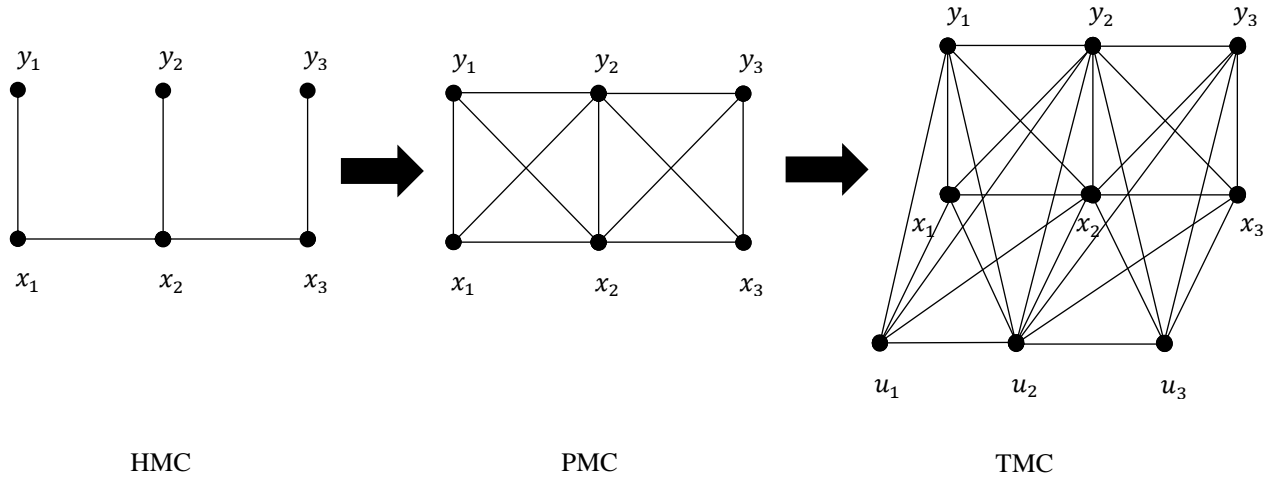 y₁ y₂ y₃
x₁ x₂ x₃
HMC
y₁ y₂ y₃
x₁ x₂ x₃
PMC
y₁ y₂ y₃
x₁ x₂ x₃
u₁ u₂ u₃
TMC